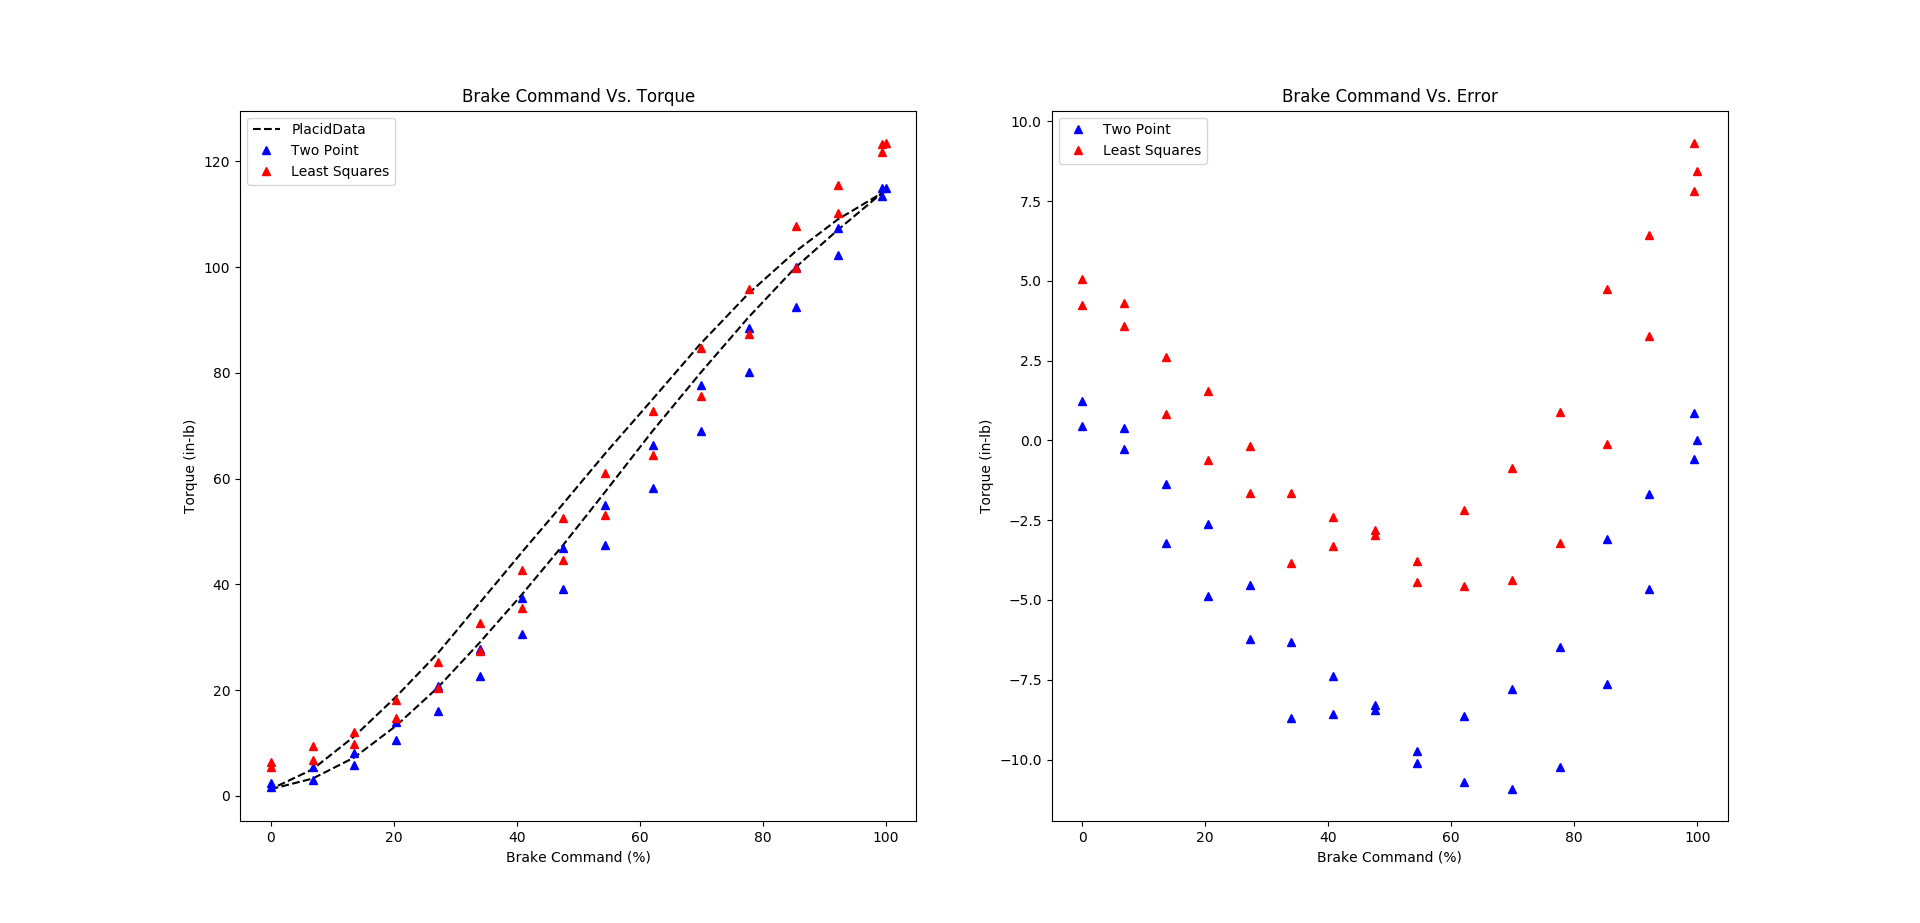 Brake Command Vs. Torque
PlacidData
Two Point
Least Squares
120
100
80
60
40
20
0
Torque (in-lb)
0 20 40 60 80 100
Brake Command (%)
Brake Command Vs. Error
Two Point
Least Squares
10.0
7.5
5.0
2.5
0.0
−2.5
−5.0
−7.5
−10.0
Torque (in-lb)
0 20 40 60 80 100
Brake Command (%)